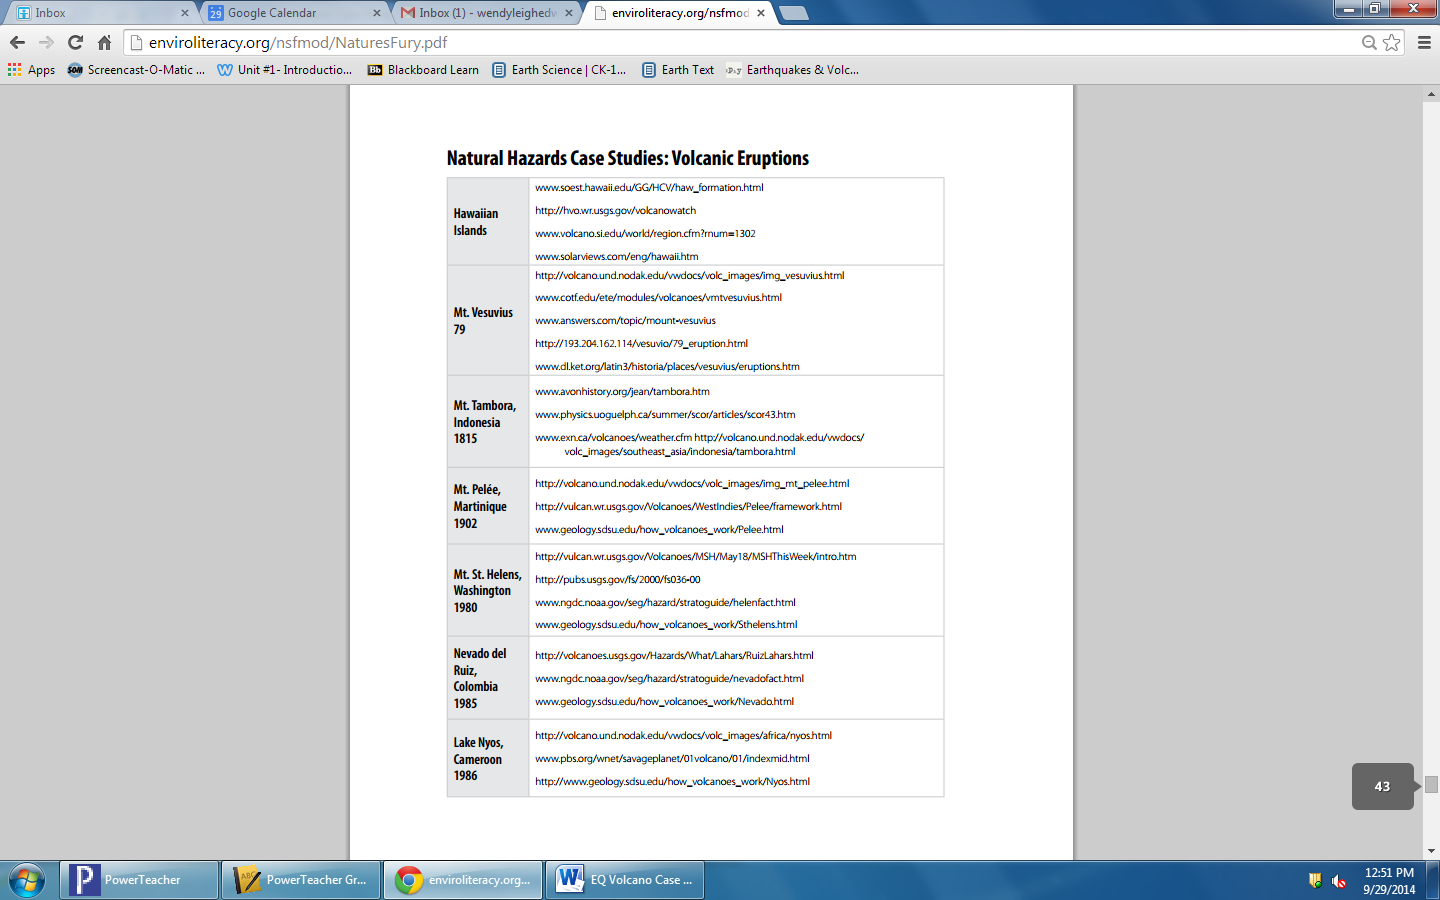 Inbox
Google Calendar
Inbox (1) - wendyleighedw
enviroliteracy.org/nsfmod
enviroliteracy.org/nsfmod/NaturesFury.pdf
Apps
Screencast-O-Matic ...
Unit #1- Introductio...
Blackboard Learn
Earth Science | CK-1...
Earth Text
Earthquakes & Volc...
Natural Hazards Case Studies: Volcanic Eruptions
Hawaiian
Islands
www.soest.hawaii.edu/GG/HCV/haw_formation.html
http://hvo.wr.usgs.gov/volcanowatch
www.volcano.si.edu/world/region.cfm?rnum=1302
www.solarviews.com/eng/hawaii.htm
Mt. Vesuvius
79
http://volcano.und.nodak.edu/vwdocs/volc_images/img_vesuvius.html
www.cotf.edu/ete/modules/volcanoes/vmtvesuvius.html
www.answers.com/topic/mount-vesuvius
http://193.204.162.114/vesuvio/79_eruption.html
www.dl.ket.org/latin3/historia/places/vesuvius/eruptions.htm
Mt. Tambora,
Indonesia
1815
www.avonhistory.org/jean/tambora.htm
www.physics.uoguelph.ca/summer/scor/articles/scor43.htm
www.exn.ca/volcanoes/weather.cfm http://volcano.und.nodak.edu/vwdocs/
volc_images/southeast_asia/indonesia/tambora.html
Mt. Pelée,
Martinique
1902
http://volcano.und.nodak.edu/vwdocs/volc_images/img_mt_pelee.html
http://vulcan.wr.usgs.gov/Volcanoes/WestIndies/Pelee/framework.html
www.geology.sdsu.edu/how_volcanoes_work/Pelee.html
Mt. St. Helens,
Washington
1980
http://vulcan.wr.usgs.gov/Volcanoes/MSH/May18/MSHThisWeek/intro.htm
http://pubs.usgs.gov/fs/2000/fs036-00
www.ngdc.noaa.gov/seg/hazard/stratoguide/helenfact.html
www.geology.sdsu.edu/how_volcanoes_work/Sthelens.html
Nevado del
Ruiz,
Colombia
1985
http://volcanoes.usgs.gov/Hazards/What/Lahars/RuizLahars.html
www.ngdc.noaa.gov/seg/hazard/stratoguide/nevadofact.html
www.geology.sdsu.edu/how_volcanoes_work/Nevado.html
Lake Nyos,
Cameroon
1986
http://volcano.und.nodak.edu/vwdocs/volc_images/africa/nyos.html
www.pbs.org/wnet/savageplanet/01volcano/01/indexmid.html
http://www.geology.sdsu.edu/how_volcanoes_work/Nyos.html
43
PowerTeacher
PowerTeacher Gr...
enviroliteracy.org...
EQ Volcano Case ...
12:51 PM
9/29/2014